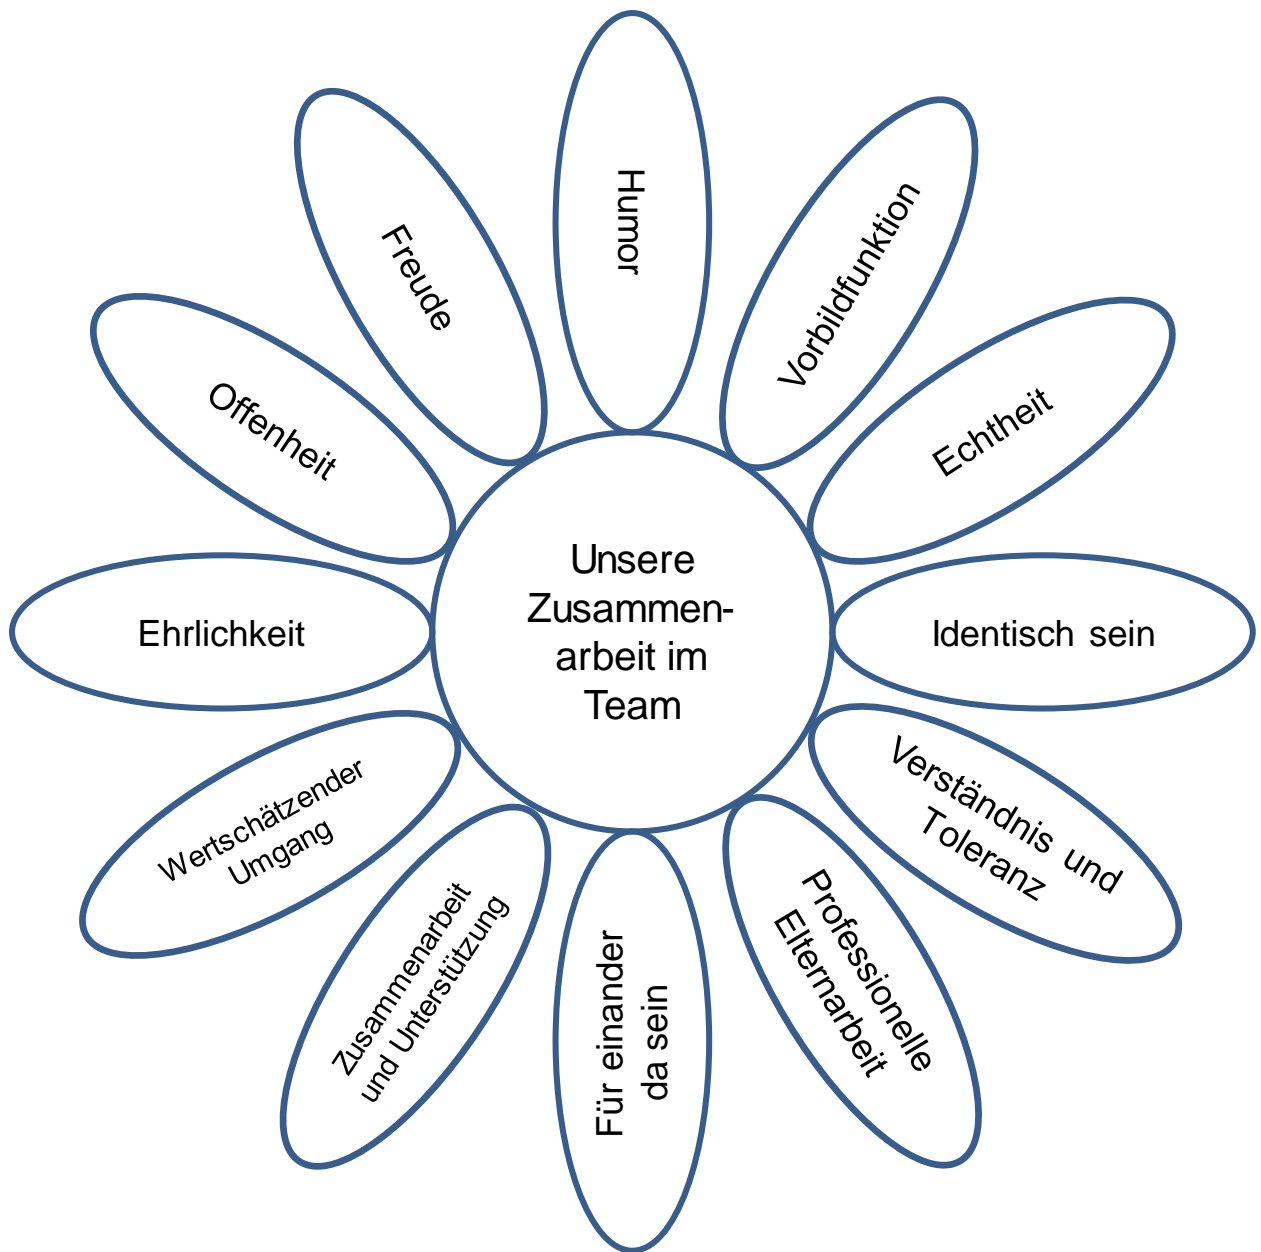 Humor
Vorbildfunktion
Echtheit
Identisch sein
Verständnis und
Toleranz
Professionelle
Elternarbeit
Für einander
da sein
Zusammenarbeit
und Unterstützung
Wertschätzender
Umgang
Ehrlichkeit
Offenheit
Freude
Unsere
Zusammen-
arbeit im
Team